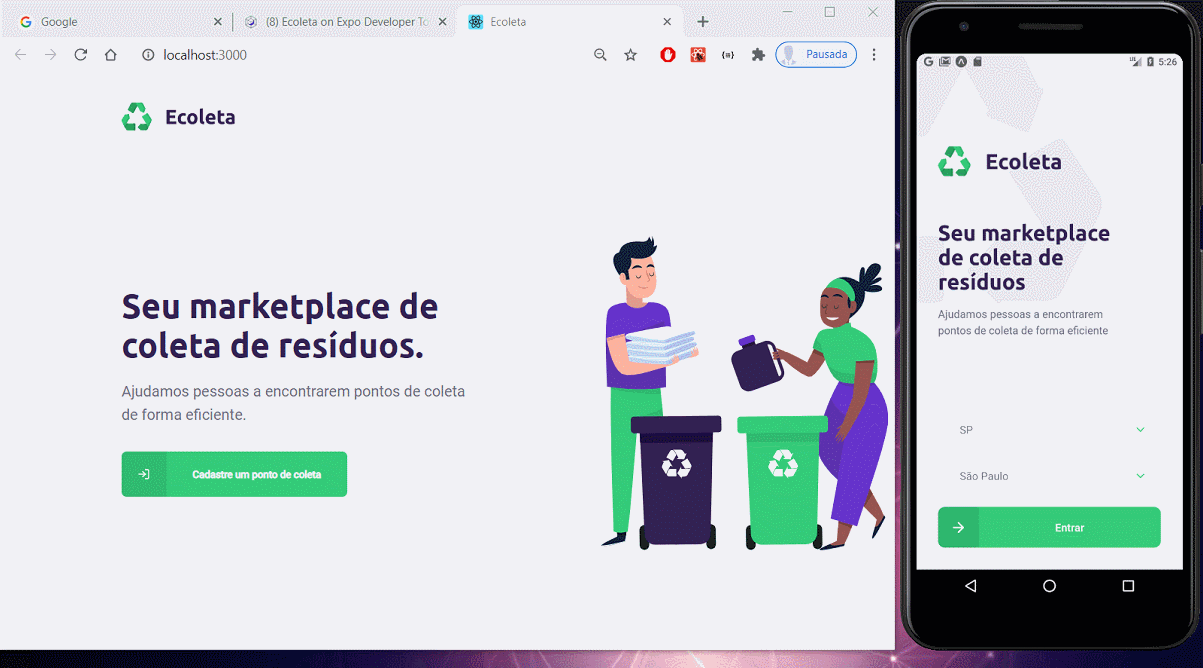 Google
(8) Ecoleta on Expo Developer To
Ecoleta
localhost:3000
Pausada
Ecoleta
Seu marketplace de
coleta de resíduos.
Ajudamos pessoas a encontrarem pontos de coleta
de forma eficiente.
Cadastre um ponto de coleta
5:26
Ecoleta
Seu marketplace
de coleta de
resíduos
Ajudamos pessoas a encontrarem
pontos de coleta de forma eficiente
SP
São Paulo
Entrar